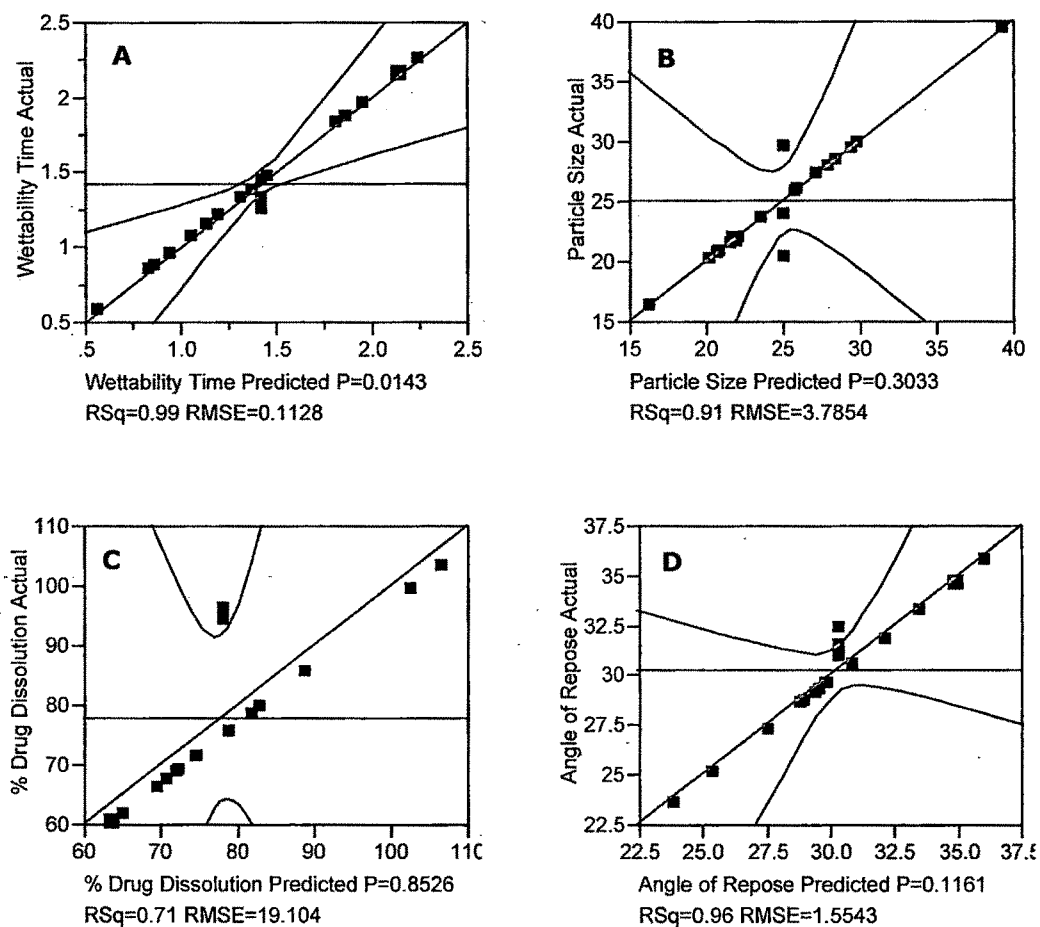 A
Wettability Time Actual
2.5
2
1.5
1
0.5
.5 1.0 1.5 2.0 2.5
Wettability Time Predicted P=0.0143
RSq=0.99 RMSE=0.1128
B
Particle Size Actual
40
35
30
25
20
15
15 20 25 30 35 40
Particle Size Predicted P=0.3033
RSq=0.91 RMSE=3.7854
C
% Drug Dissolution Actual
110
100
90
80
70
60
60 70 80 90 100 110
% Drug Dissolution Predicted P=0.8526
RSq=0.71 RMSE=19.104
D
Angle of Repose Actual
37.5
35
32.5
30
27.5
25
22.5
22.5 25.0 27.5 30.0 32.5 35.0 37.5
Angle of Repose Predicted P=0.1161
RSq=0.96 RMSE=1.5543